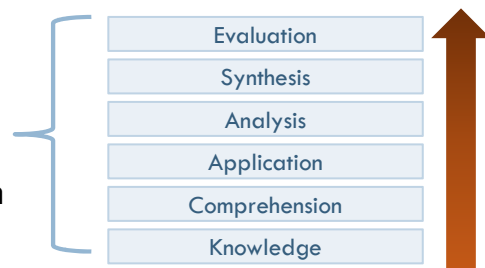 Evaluation
Synthesis
Analysis
Application
Comprehension
Knowledge